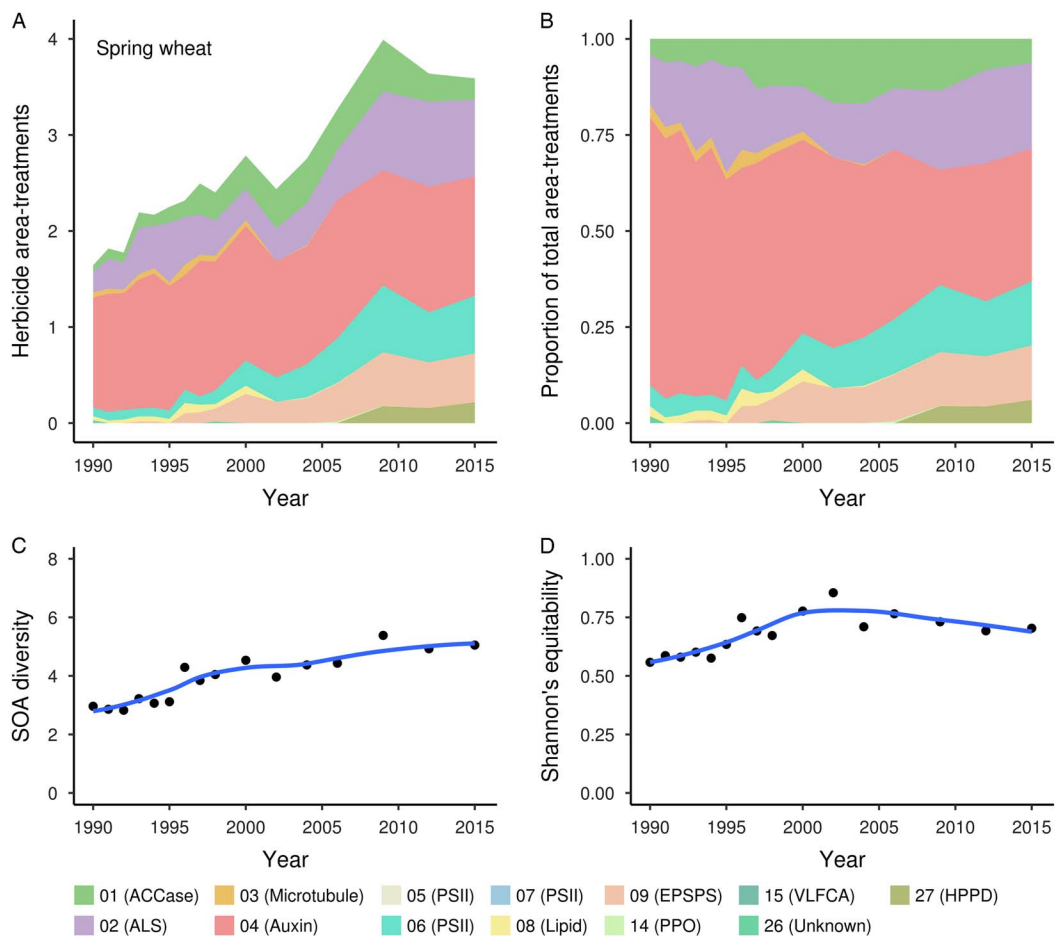 A
Spring wheat
Herbicide area-treatments
4
3
2
1
0
1990 1995 2000 2005 2010 2015
Year
B
Proportion of total area-treatments
1.00
0.75
0.50
0.25
0.00
1990 1995 2000 2005 2010 2015
Year
C
SOA diversity
8
6
4
2
0
1990 1995 2000 2005 2010 2015
Year
D
Shannon's equitability
1.00
0.75
0.50
0.25
0.00
1990 1995 2000 2005 2010 2015
Year
01 (ACCase) 03 (Microtubule) 05 (PSII) 07 (PSII) 09 (EPSPS) 15 (VLFCA) 27 (HPPD)
02 (ALS) 04 (Auxin) 06 (PSII) 08 (Lipid) 14 (PPO) 26 (Unknown)